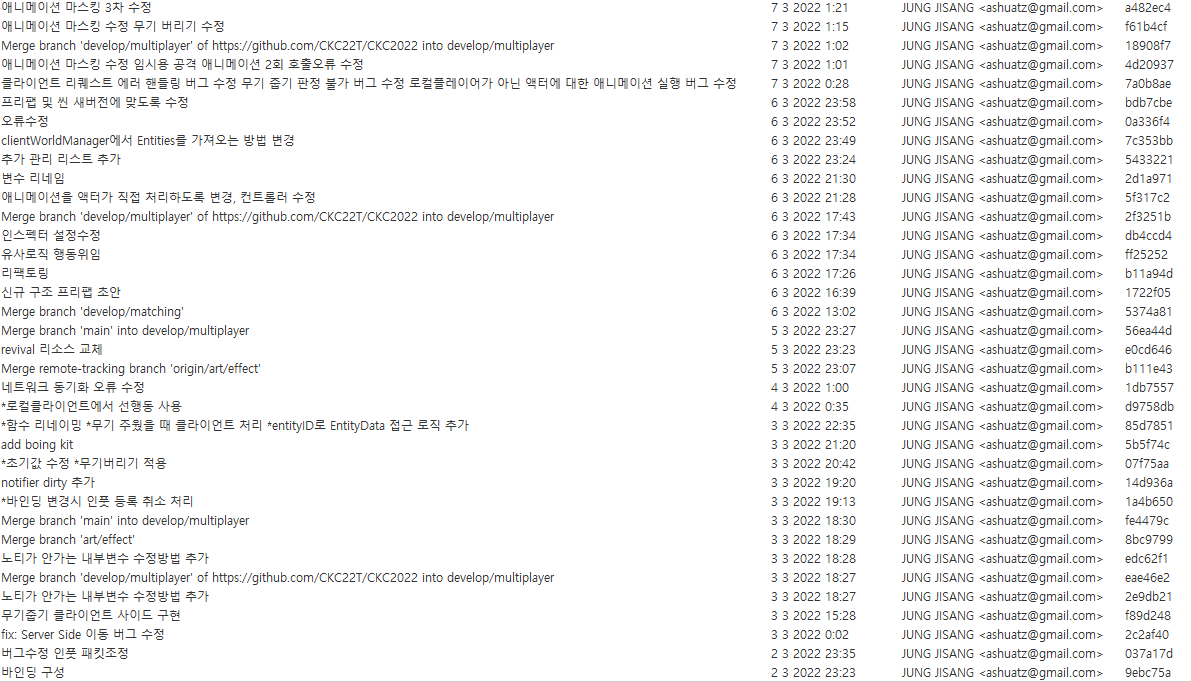 애니메이션 마스킹 3차 수정 7 3 2022 1:21 JUNG JISANG <ashuatz@gmail.com> a482ec4
애니메이션 마스킹 수정 무기 버리기 수정 7 3 2022 1:15 JUNG JISANG <ashuatz@gmail.com> f61b4cf
Merge branch 'develop/multiplayer' of https://github.com/CKC22T/CKC2022 into develop/multiplayer 7 3 2022 1:02 JUNG JISANG <ashuatz@gmail.com> 18908f7
애니메이션 마스킹 수정 임시용 공격 애니메이션 2회 호출오류 수정 7 3 2022 1:01 JUNG JISANG <ashuatz@gmail.com> 4d20937
클라이언트 리퀘스트 에러 핸들링 버그 수정 무기 줍기 판정 불가 버그 수정 로컬플레이어가 아닌 액터에 대한 애니메이션 실행 버그 수정 7 3 2022 0:28 JUNG JISANG <ashuatz@gmail.com> 7a0b8ae
프리팹 및 씬 새버전에 맞도록 수정 6 3 2022 23:58 JUNG JISANG <ashuatz@gmail.com> bdb7cbe
오류수정 6 3 2022 23:52 JUNG JISANG <ashuatz@gmail.com> 0a336f4
clientWorldManager에서 Entities를 가져오는 방법 변경 6 3 2022 23:49 JUNG JISANG <ashuatz@gmail.com> 7c353bb
추가 관리 리스트 추가 6 3 2022 23:24 JUNG JISANG <ashuatz@gmail.com> 5433221
변수 리네임 6 3 2022 21:30 JUNG JISANG <ashuatz@gmail.com> 2d1a971
애니메이션을 액터가 직접 처리하도록 변경, 컨트롤러 수정 6 3 2022 21:28 JUNG JISANG <ashuatz@gmail.com> 5f317c2
Merge branch 'develop/multiplayer' of https://github.com/CKC22T/CKC2022 into develop/multiplayer 6 3 2022 17:43 JUNG JISANG <ashuatz@gmail.com> 2f3251b
인스펙터 설정수정 6 3 2022 17:34 JUNG JISANG <ashuatz@gmail.com> db4ccd4
유사로직 행동위임 6 3 2022 17:34 JUNG JISANG <ashuatz@gmail.com> ff25252
리팩토링 6 3 2022 17:26 JUNG JISANG <ashuatz@gmail.com> b11a94d
신규 구조 프리팹 초안 6 3 2022 16:39 JUNG JISANG <ashuatz@gmail.com> 1722f05
Merge branch 'develop/matching' 6 3 2022 13:02 JUNG JISANG <ashuatz@gmail.com> 5374a81
Merge branch 'main' into develop/multiplayer 5 3 2022 23:27 JUNG JISANG <ashuatz@gmail.com> 56ea44d
revival 리소스 교체 5 3 2022 23:23 JUNG JISANG <ashuatz@gmail.com> e0cd646
Merge remote-tracking branch 'origin/art/effect' 5 3 2022 23:07 JUNG JISANG <ashuatz@gmail.com> b111e43
네트워크 동기화 오류 수정 4 3 2022 1:00 JUNG JISANG <ashuatz@gmail.com> 1db7557
*로컬클라이언트에서 선행동 사용 4 3 2022 0:35 JUNG JISANG <ashuatz@gmail.com> d9758db
*함수 리네이밍 *무기 주웠을 때 클라이언트 처리 *entityID로 EntityData 접근 로직 추가 3 3 2022 22:35 JUNG JISANG <ashuatz@gmail.com> 85d7851
add boing kit 3 3 2022 21:20 JUNG JISANG <ashuatz@gmail.com> 5b5f74c
*초기값 수정 *무기버리기 적용 3 3 2022 20:42 JUNG JISANG <ashuatz@gmail.com> 07f75aa
notifier dirty 추가 3 3 2022 19:20 JUNG JISANG <ashuatz@gmail.com> 14d936a
*바인딩 변경시 인풋 등록 취소 처리 3 3 2022 19:13 JUNG JISANG <ashuatz@gmail.com> 1a4b650
Merge branch 'main' into develop/multiplayer 3 3 2022 18:30 JUNG JISANG <ashuatz@gmail.com> fe4479c
Merge branch 'art/effect' 3 3 2022 18:29 JUNG JISANG <ashuatz@gmail.com> 8bc9799
노티가 안가는 내부변수 수정방법 추가 3 3 2022 18:28 JUNG JISANG <ashuatz@gmail.com> edc62f1
Merge branch 'develop/multiplayer' of https://github.com/CKC22T/CKC2022 into develop/multiplayer 3 3 2022 18:27 JUNG JISANG <ashuatz@gmail.com> eae46e2
노티가 안가는 내부변수 수정방법 추가 3 3 2022 18:27 JUNG JISANG <ashuatz@gmail.com> 2e9db21
무기줍기 클라이언트 사이드 구현 3 3 2022 15:28 JUNG JISANG <ashuatz@gmail.com> f89d248
fix: Server Side 이동 버그 수정 3 3 2022 0:02 JUNG JISANG <ashuatz@gmail.com> 2c2af40
버그수정 인풋 패킷조정 2 3 2022 23:35 JUNG JISANG <ashuatz@gmail.com> 037a17d
바인딩 구성 2 3 2022 23:23 JUNG JISANG <ashuatz@gmail.com> 9ebc75a